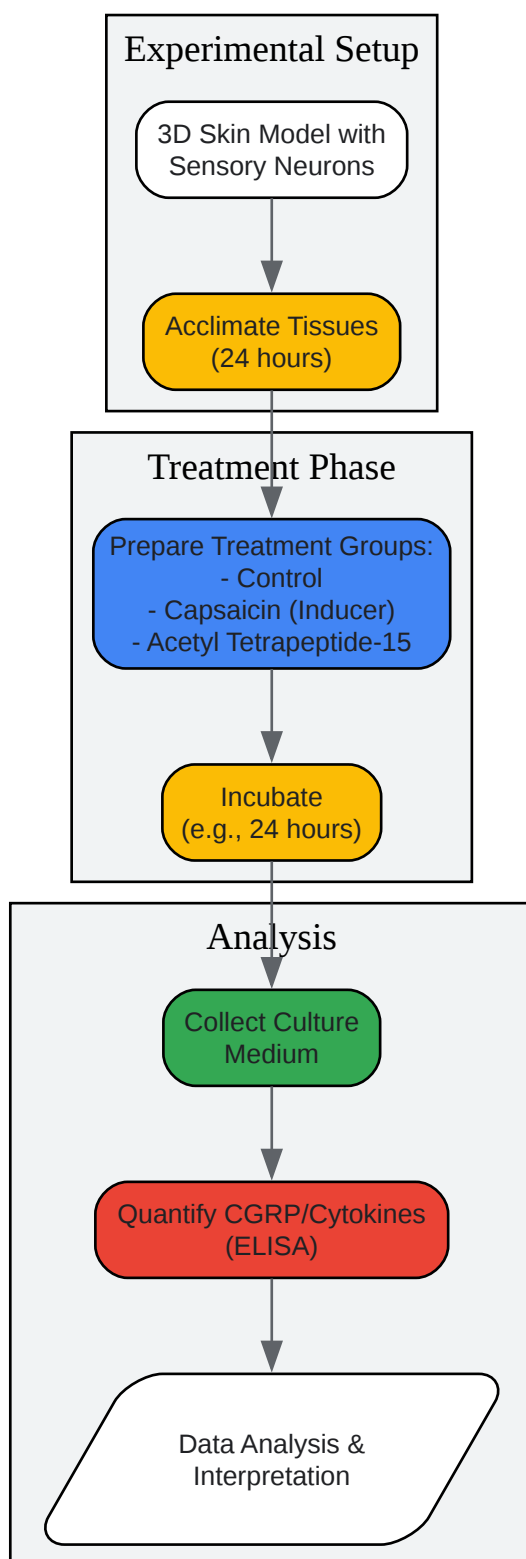 Experimental Setup
3D Skin Model with
Sensory Neurons
Acclimate Tissues
(24 hours)
Treatment Phase
Prepare Treatment Groups:
- Control
- Capsaicin (Inducer)
- Acetyl Tetrapeptide-15
Incubate
(e.g., 24 hours)
Analysis
Collect Culture
Medium
Quantify CGRP/Cytokines
(ELISA)
Data Analysis &
Interpretation